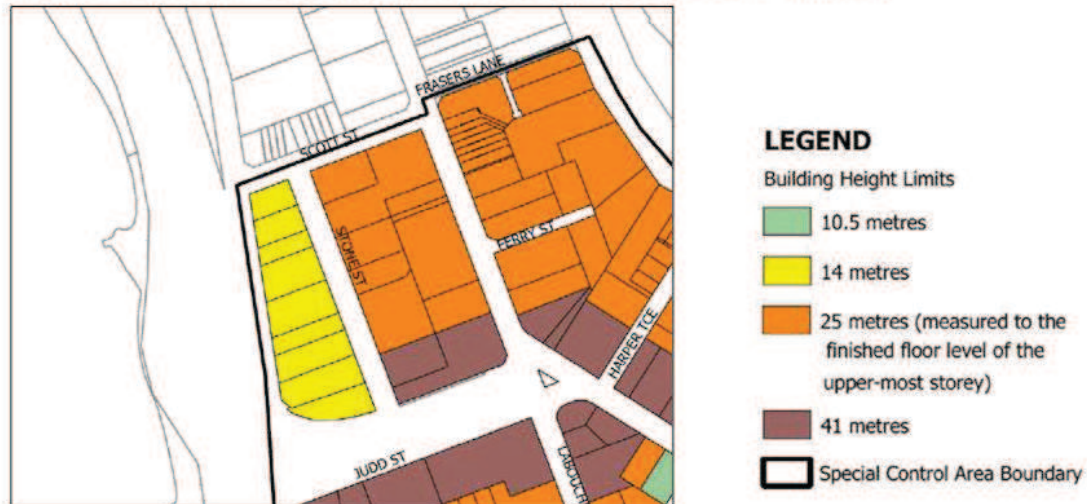 FRASERS LANE
SCOTT ST
STONE ST
FERRY ST
HARPER TCE
JUDD ST
LEGEND
Building Height Limits
10.5 metres
14 metres
25 metres (measured to the
finished floor level of the
upper-most storey)
41 metres
Special Control Area Boundary